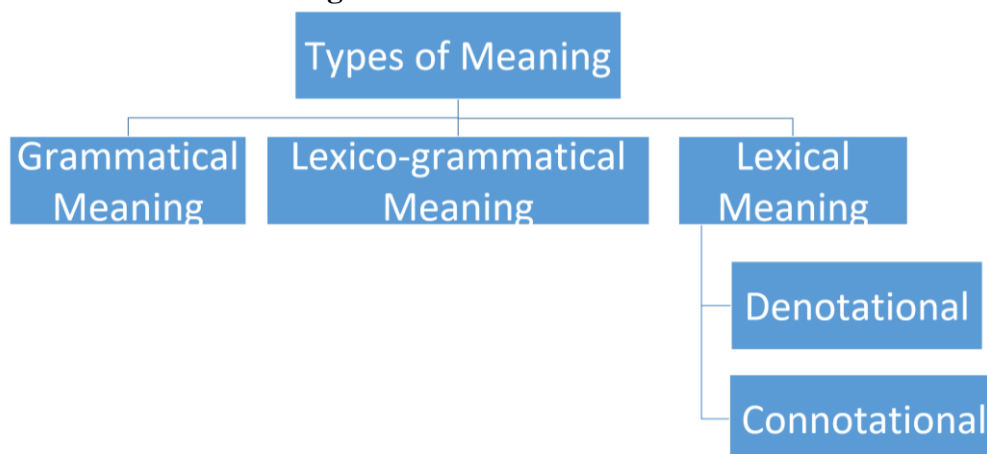 Types of Meaning
Grammatical
Meaning
Lexico-grammatical
Meaning
Lexical
Meaning
Denotational
Connotational